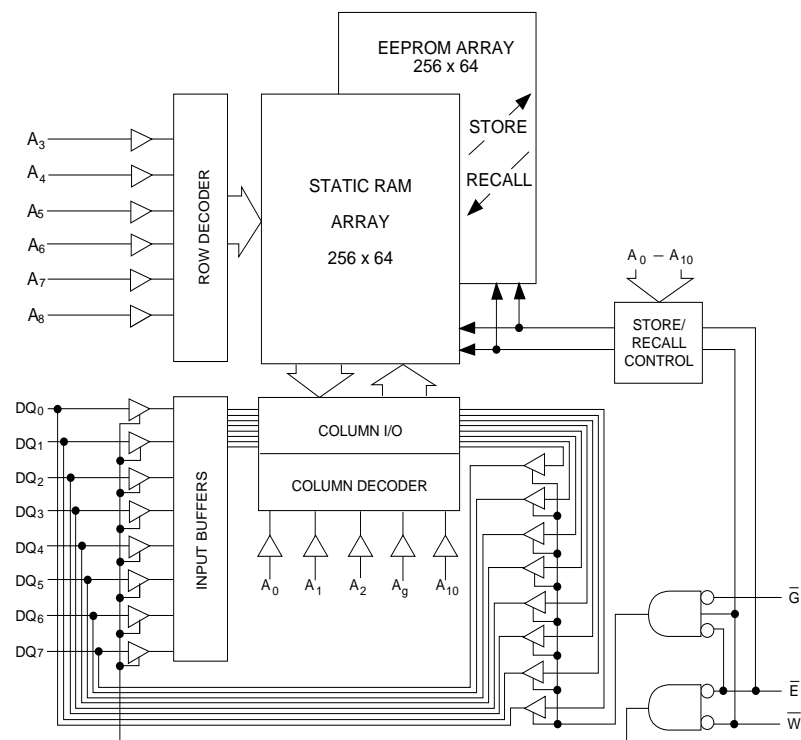 EEPROM ARRAY
256 x 64
STORE
RECALL
A3
A4
A5
A6
A7
A8
ROW DECODER
STATIC RAM
ARRAY
256 x 64
A0 – A10
STORE/
RECALL
CONTROL
DQ0
DQ1
DQ2
DQ3
DQ4
DQ5
DQ6
DQ7
INPUT BUFFERS
COLUMN I/O
COLUMN DECODER
A0
A1
A2
Ag
A10
G̅
E̅
W̅